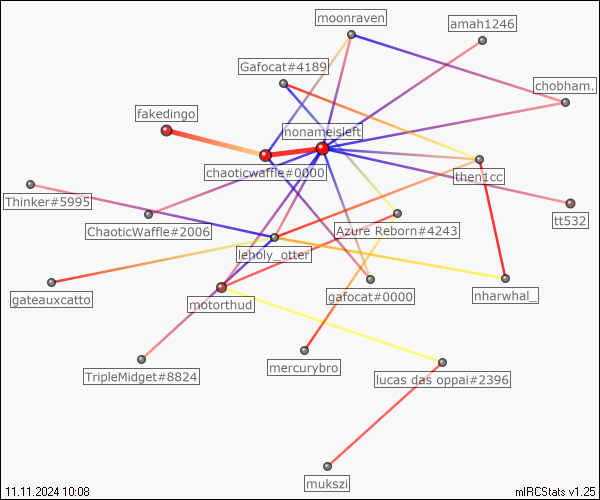 moonraven
amah1246
Gafocat#4189
chobham.
fakedingo
nonameisleft
chaoticwaffle#0000
then1cc
Thinker#5995
tt532
ChaoticWaffle#2006
Azure Reborn#4243
leholy_otter
gateauxcatto
motorthud
gafocat#0000
nharwhal_
TripleMidget#8824
mercurybro
lucas das oppai#2396
mukszi
11.11.2024 10:08
mIRCStats v1.25